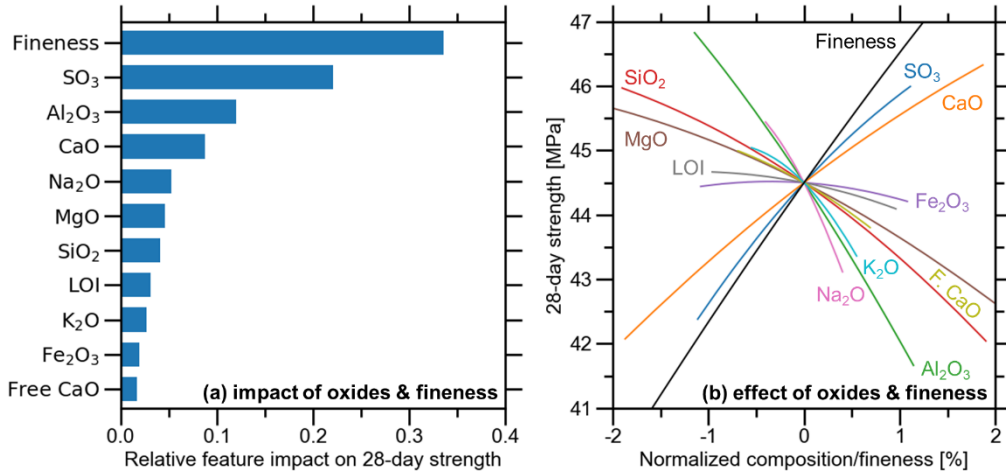 Fineness
SO₃
Al₂O₃
CaO
Na₂O
MgO
SiO₂
LOI
K₂O
Fe₂O₃
Free CaO
(a) impact of oxides & fineness
0.0 0.1 0.2 0.3 0.4
Relative feature impact on 28-day strength
47
46
45
44
43
42
41
28-day strength [MPa]
Fineness
SO₃
SiO₂
CaO
MgO
LOI
Fe₂O₃
K₂O
F. CaO
Na₂O
Al₂O₃
(b) effect of oxides & fineness
-2 -1 0 1 2
Normalized composition/fineness [%]